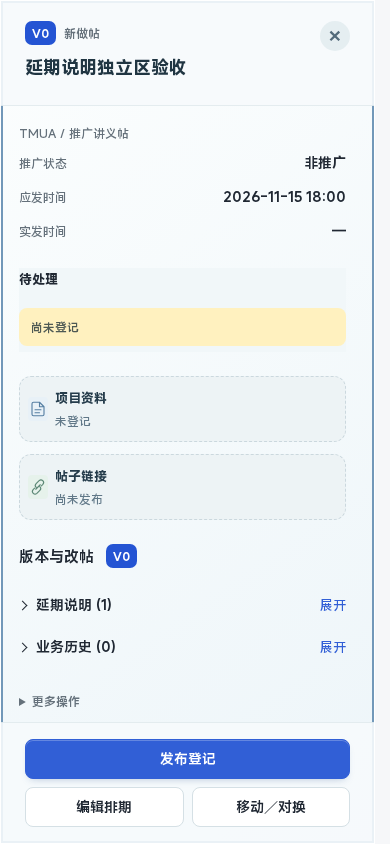 V0 新做帖
延期说明独立区验收
TMUA / 推广讲义帖
推广状态 非推广
应发时间 2026-11-15 18:00
实发时间 —
待处理
尚未登记
项目资料
未登记
帖子链接
尚未发布
版本与改帖 V0
延期说明 (1) 展开
业务历史 (0) 展开
更多操作
发布登记
编辑排期 移动／对换